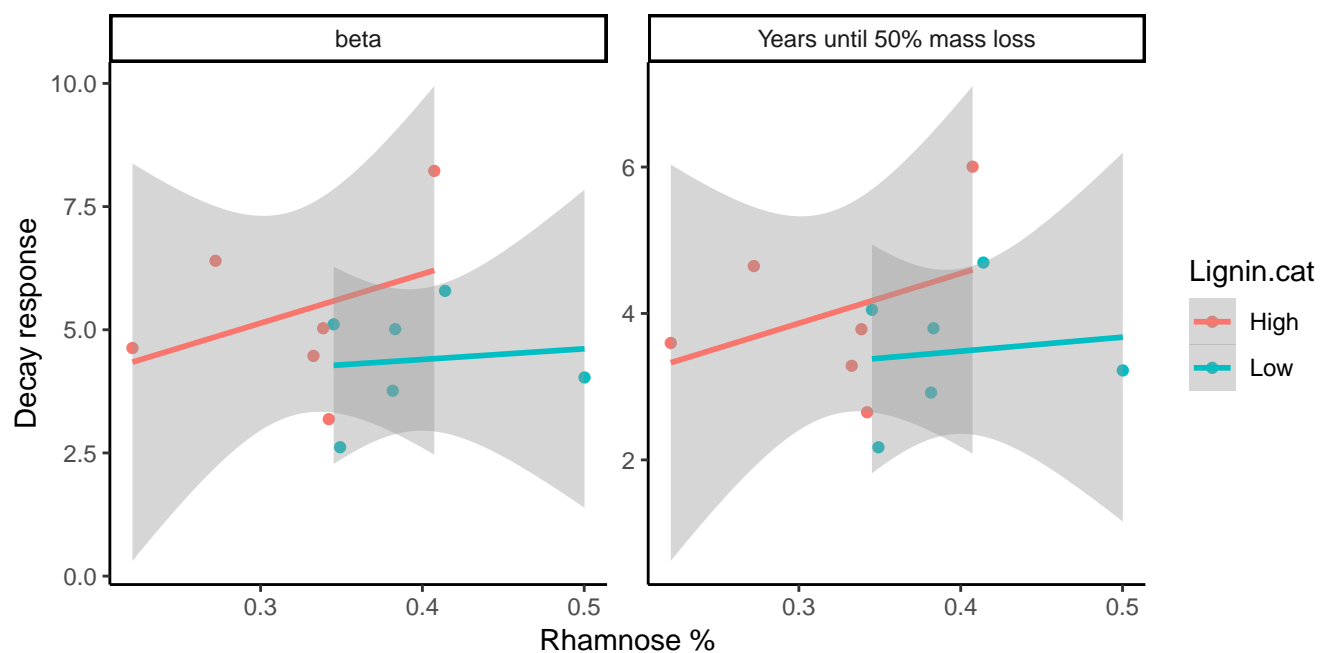 beta
Years until 50% mass loss
Decay response
10.0
7.5
5.0
2.5
0.0
6
4
2
0.3
0.4
0.5
0.3
0.4
0.5
Rhamnose %
Lignin.cat
High
Low